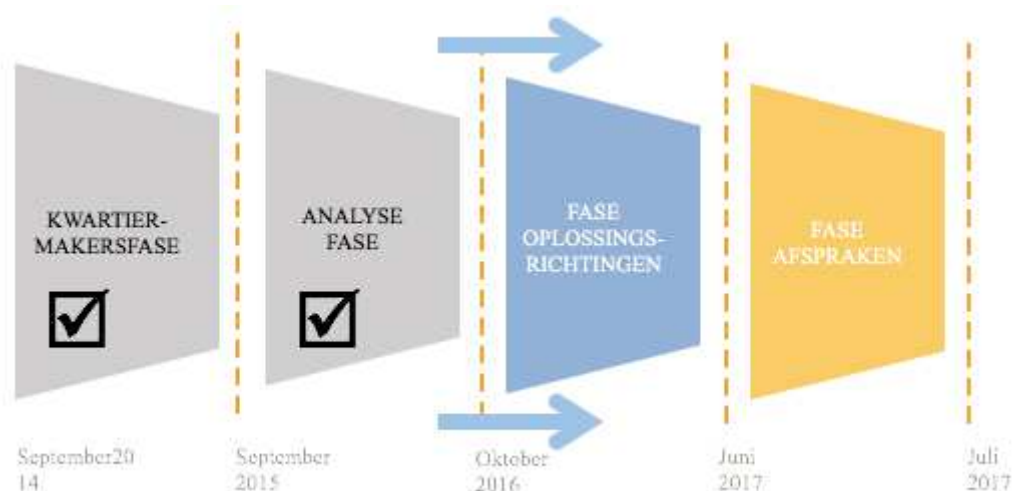 KWARTIER-
MAKERSFASE
ANALYSE
FASE
FASE
OPLOSSINGS-
RICHTINGEN
FASE
AFSPRAKEN
September20
14
September
2015
Oktober
2016
Juni
2017
Juli
2017